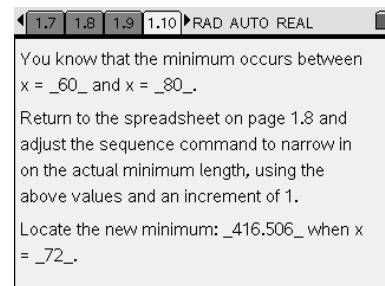 1.7 1.8 1.9 1.10 RAD AUTO REAL
You know that the minimum occurs between
x = _60_ and x = _80_.
Return to the spreadsheet on page 1.8 and
adjust the sequence command to narrow in
on the actual minimum length, using the
above values and an increment of 1.
Locate the new minimum: _416.506_ when x
= _72_.